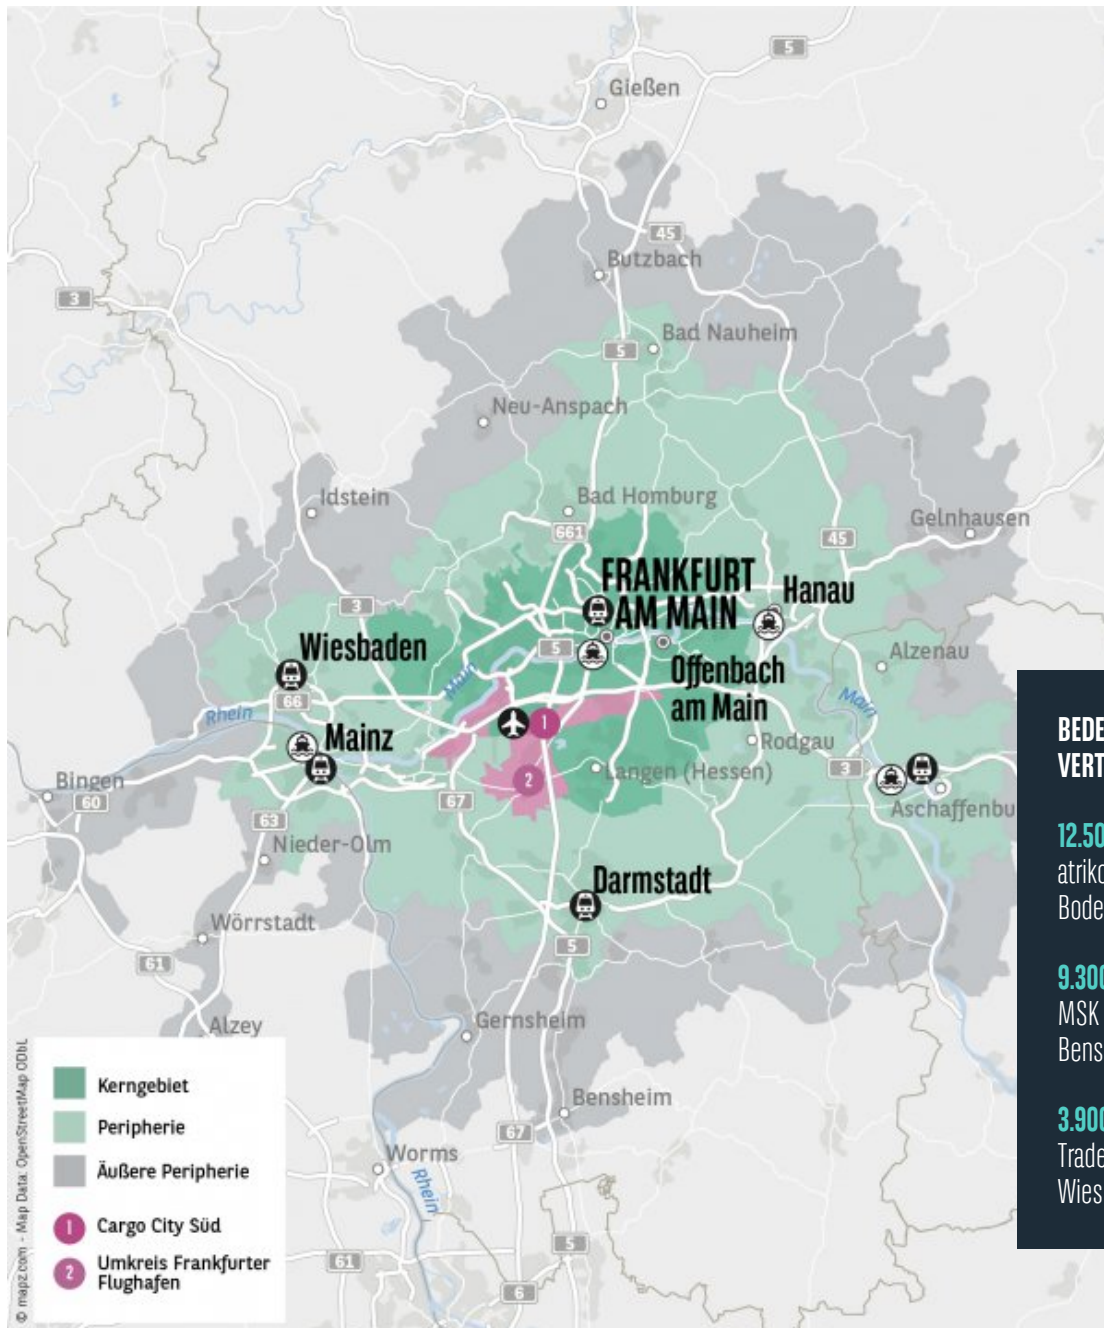 5
Gießen
45
Butzbach
3
Bad Nauheim
5
Neu-Anspach
Idstein
Bad Homburg
Gelnhausen
661
45
FRANKFURT
AM MAIN
Hanau
3
Wiesbaden
5
Alzenau
Offenbach
am Main
Main
Main
66
Rhein
Mainz
1
Rodgau
Bingen
60
2
Langen (Hessen)
3
67
Aschaffenbu
63
Nieder-Olm
Darmstadt
Wörrstadt
5
61
Gernsheim
Alzey
Bensheim
67
Worms
Rhein
5
61
6
Kerngebiet
Peripherie
Äußere Peripherie
1 Cargo City Süd
2 Umkreis Frankfurter
Flughafen
© mapz.com - Map Data: OpenStreetMap ODbL
BEDE
VERT
12.50
atriko
Bode
9.300
MSK
Bens
3.900
Trade
Wies